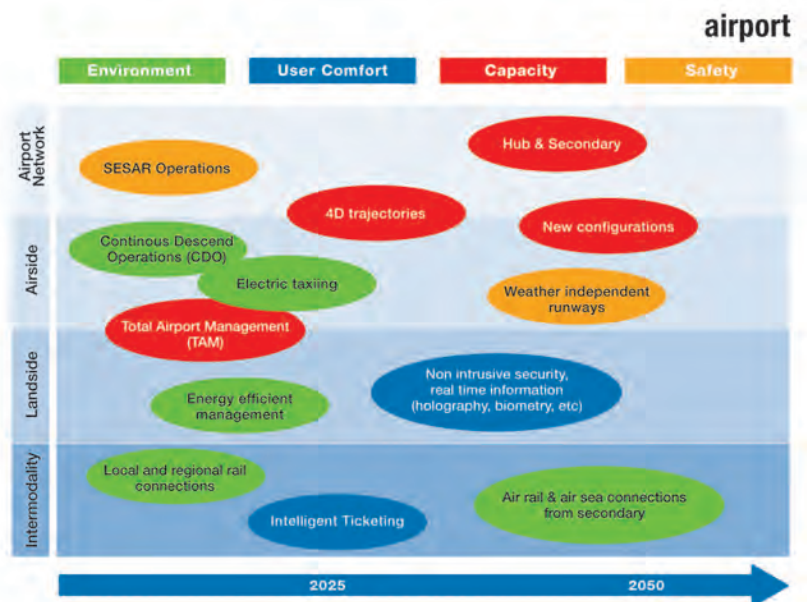 airport
Environment
User Comfort
Capacity
Safety
Airport
Network
SESAR Operations
Hub & Secondary
4D trajectories
New configurations
Airside
Continous Descend
Operations (CDO)
Electric taxiing
Weather independent
runways
Total Airport Management
(TAM)
Landside
Non intrusive security,
real time information
(holography, biometry, etc)
Energy efficient
management
Intermodality
Local and regional rail
connections
Intelligent Ticketing
Air rail & air sea connections
from secondary
2025
2050